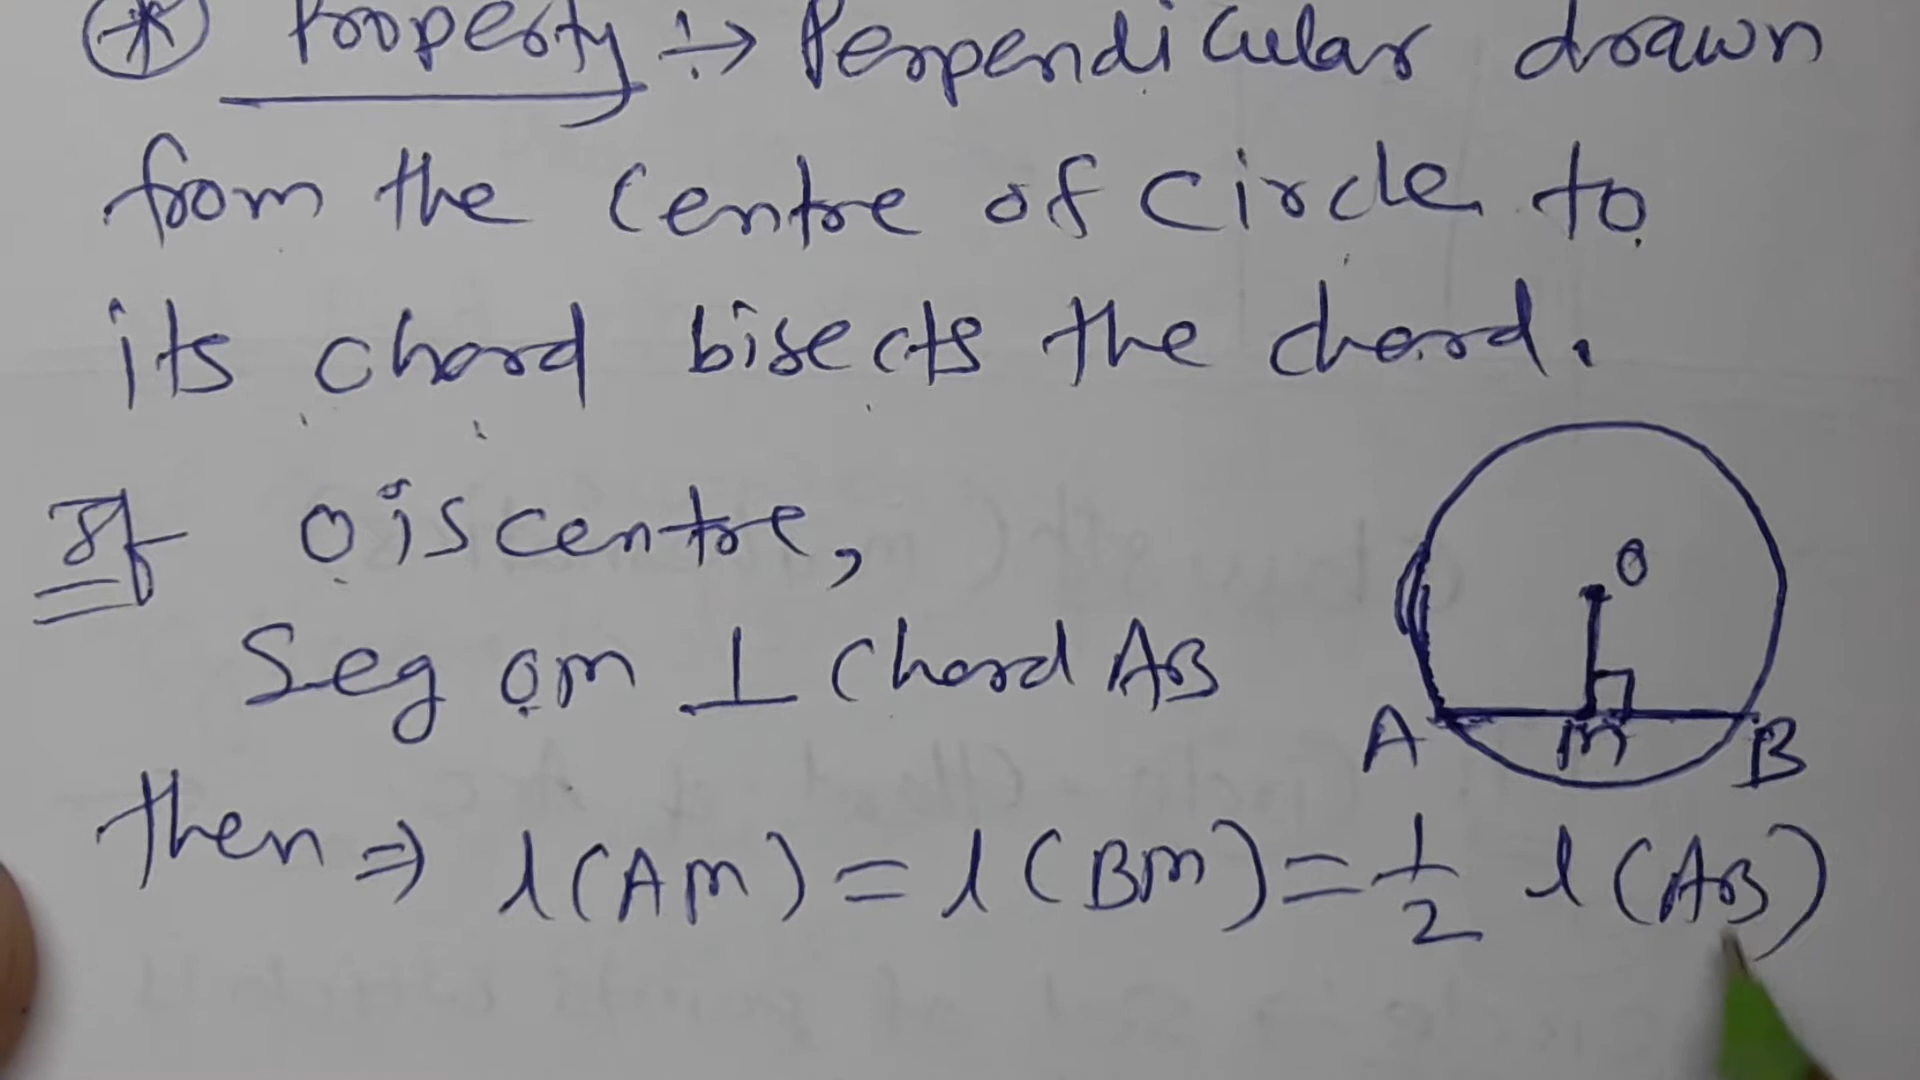 * Property ÷→ Perpendicular drawn
from the Centre of Circle to
its chord bisects the chord.
If O is centre,
Seg om ⊥ Chord AB
then ⇒ l(AM) = l(BM) = 1/2 l(AB)
O
A m B